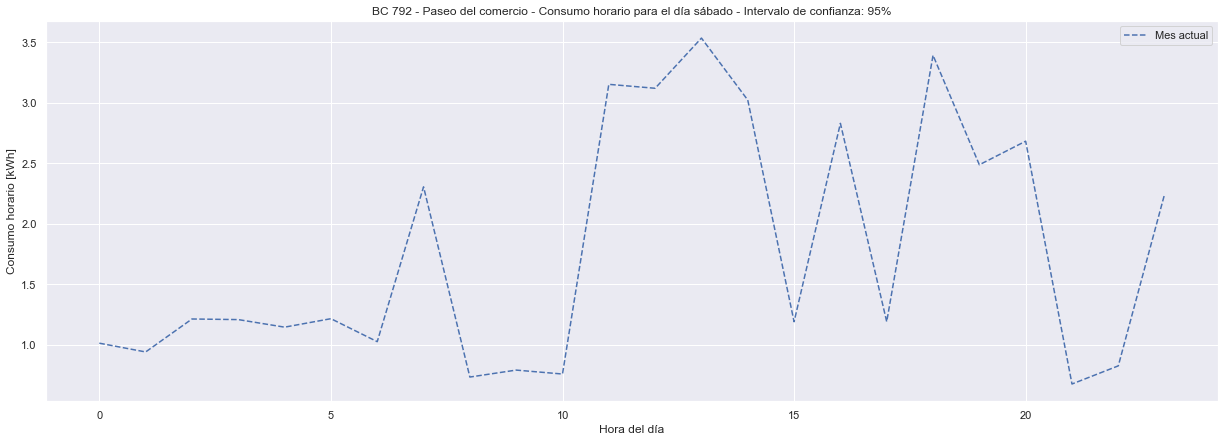 BC 792 - Paseo del comercio - Consumo horario para el día sábado - Intervalo de confianza: 95%
Mes actual
Consumo horario [kWh]
3.5
3.0
2.5
2.0
1.5
1.0
0
5
10
15
20
Hora del día